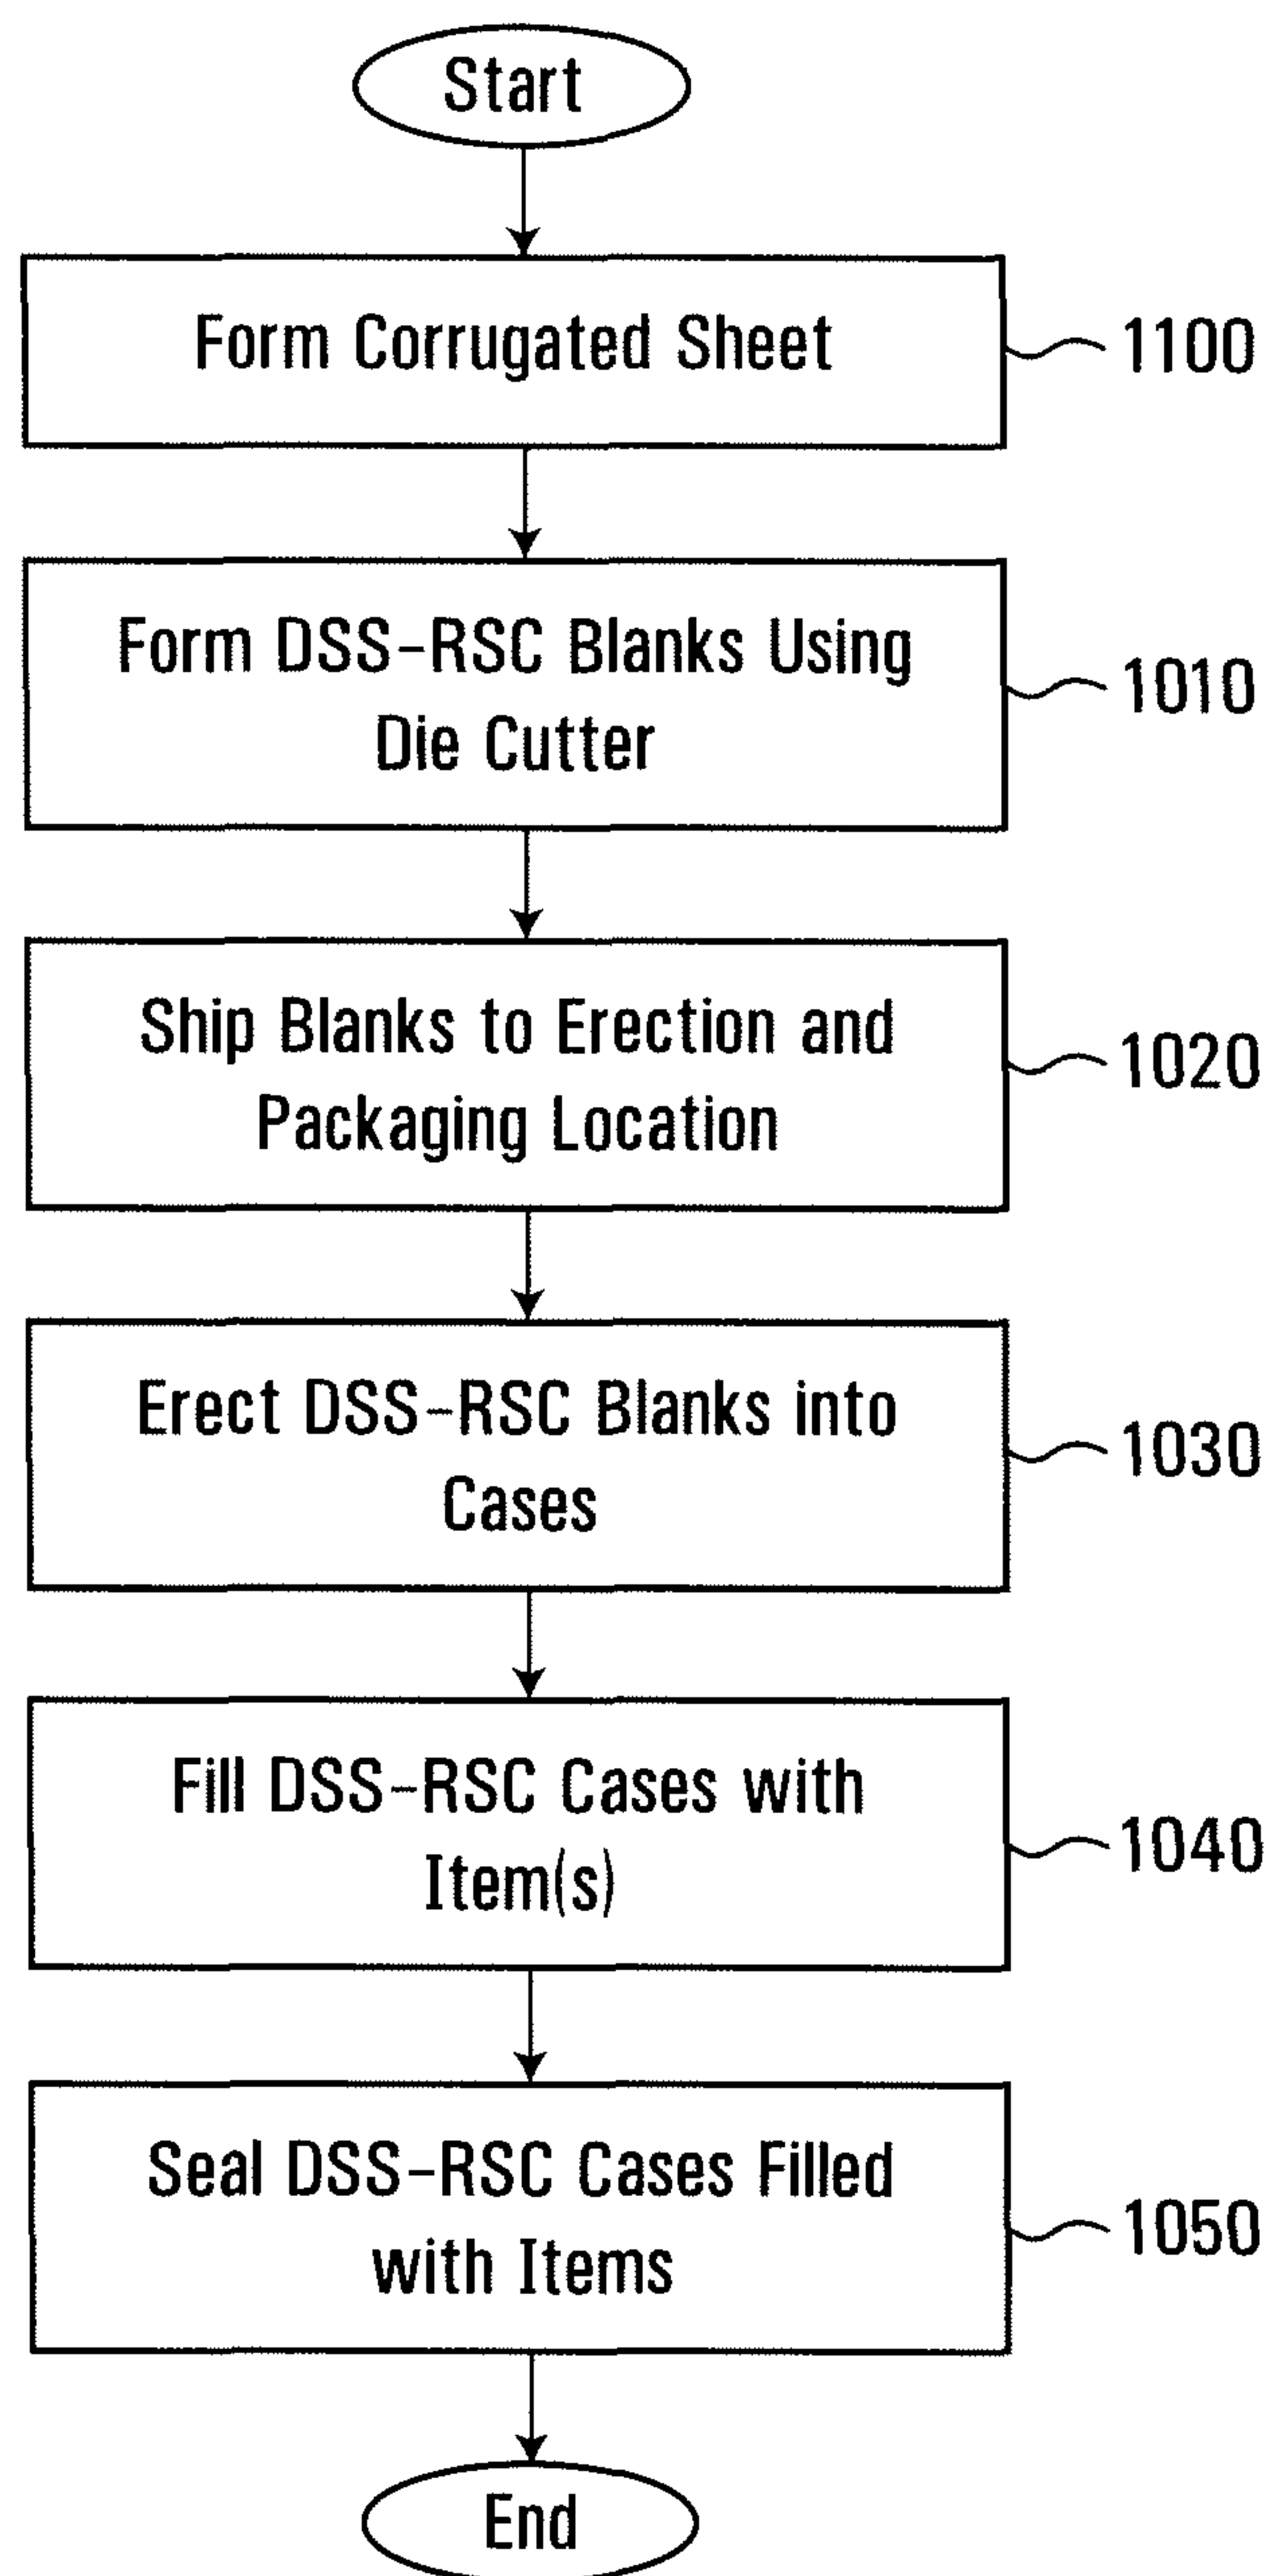 Start
Form Corrugated Sheet
1100
Form DSS-RSC Blanks Using
Die Cutter
1010
Ship Blanks to Erection and
Packaging Location
1020
Erect DSS-RSC Blanks into
Cases
1030
Fill DSS-RSC Cases with
Item(s)
1040
Seal DSS-RSC Cases Filled
with Items
1050
End